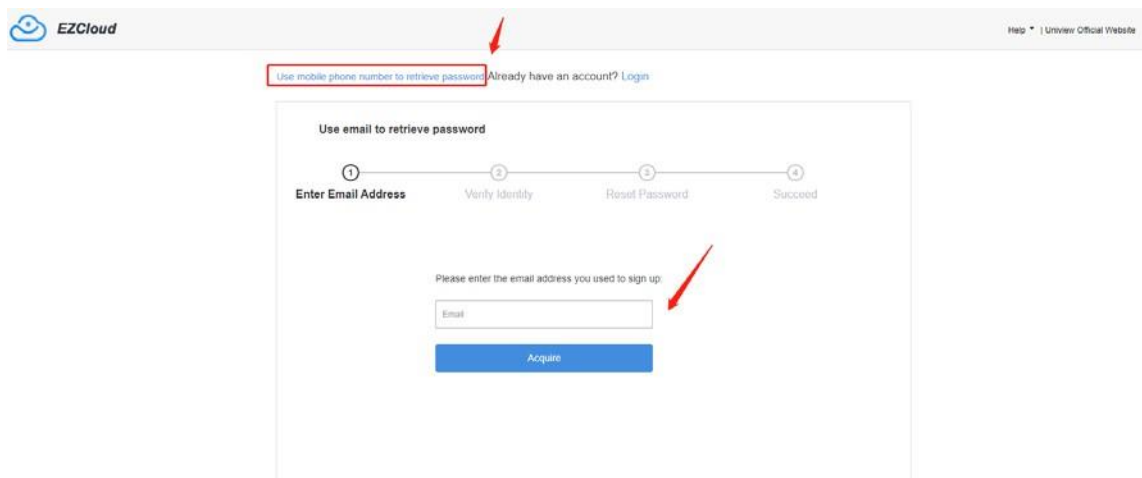 EZCloud
Help | Uniview Official Website
Use mobile phone number to retrieve password Already have an account? Login
Use email to retrieve password
1 2 3 4
Enter Email Address Verify Identity Reset Password Succeed
Please enter the email address you used to sign up:
Email
Acquire